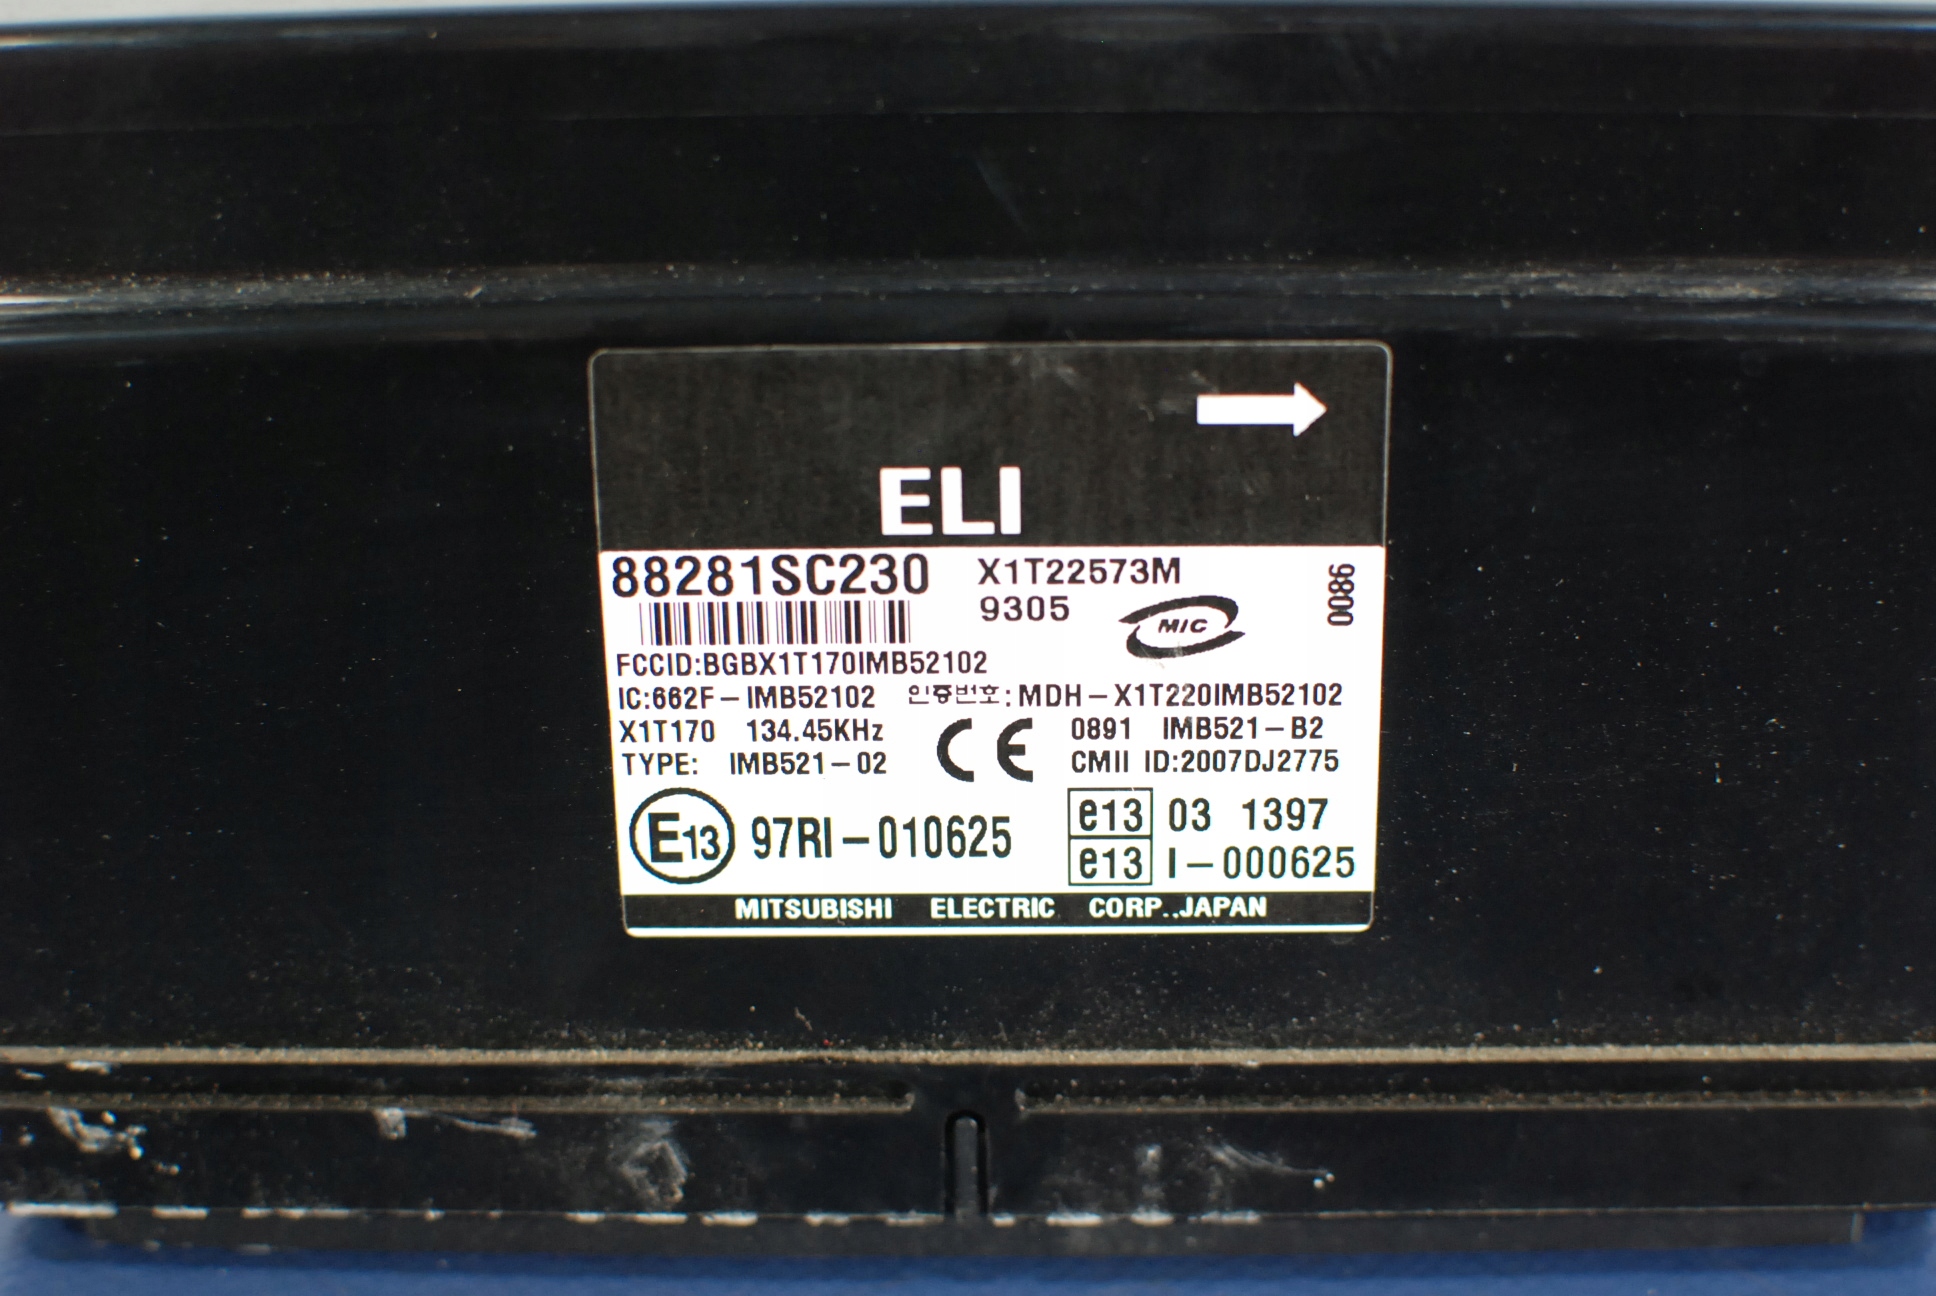 ELI
88281SC230 X1T22573M
9305 MIC
9800
FCCID:BGBX1T170IMB52102
IC:662F-IMB52102 인증번호:MDH-X1T220IMB52102
X1T170 134.45KHz CE 0891 IMB521-B2
TYPE: IMB521-02 CMII ID:2007DJ2775
E13 97RI-010625 e13 03 1397
e13 I-000625
MITSUBISHI ELECTRIC CORP.,JAPAN